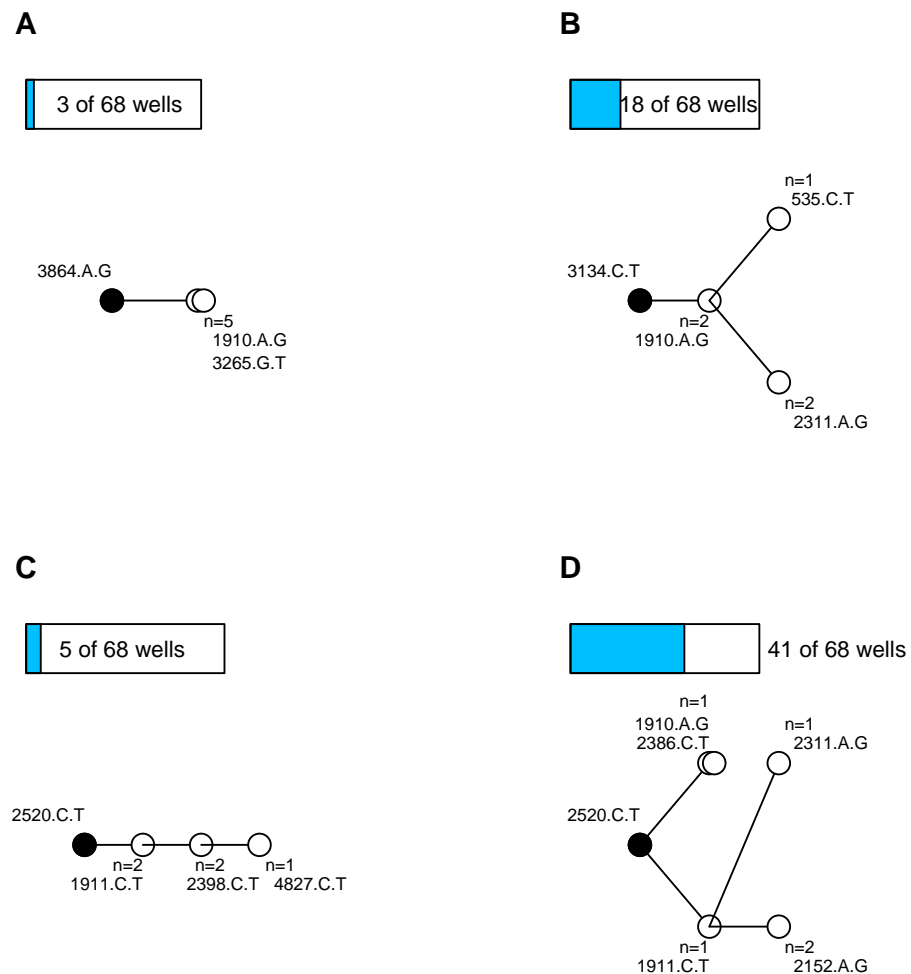 A
3 of 68 wells
3864.A.G
n=5
1910.A.G
3265.G.T
B
18 of 68 wells
n=1
535.C.T
3134.C.T
n=2
1910.A.G
n=2
2311.A.G
C
5 of 68 wells
2520.C.T
n=2
1911.C.T
n=2
2398.C.T
n=1
4827.C.T
D
41 of 68 wells
n=1
1910.A.G
2386.C.T
n=1
2311.A.G
2520.C.T
n=1
1911.C.T
n=2
2152.A.G